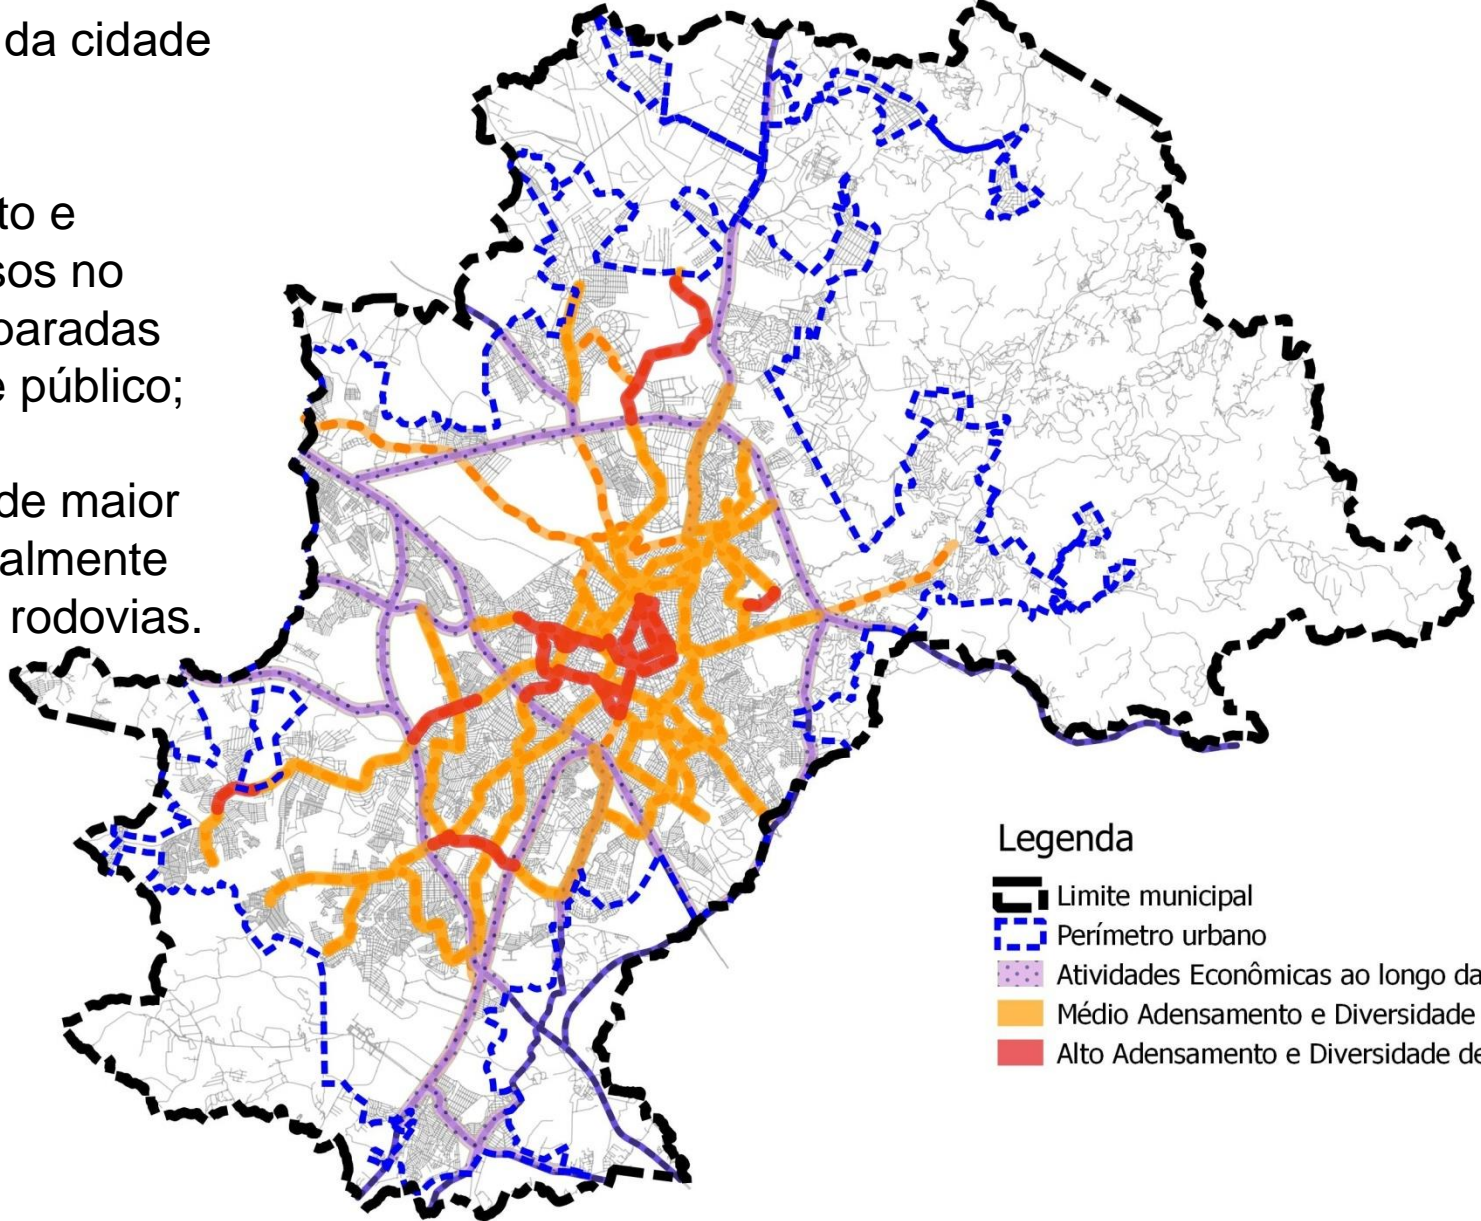 da cidade
to e
sos no
paradas
e público;
de maior
almente
rodovias.
Legenda
Limite municipal
Perímetro urbano
Atividades Econômicas ao longo da
Médio Adensamento e Diversidade
Alto Adensamento e Diversidade de